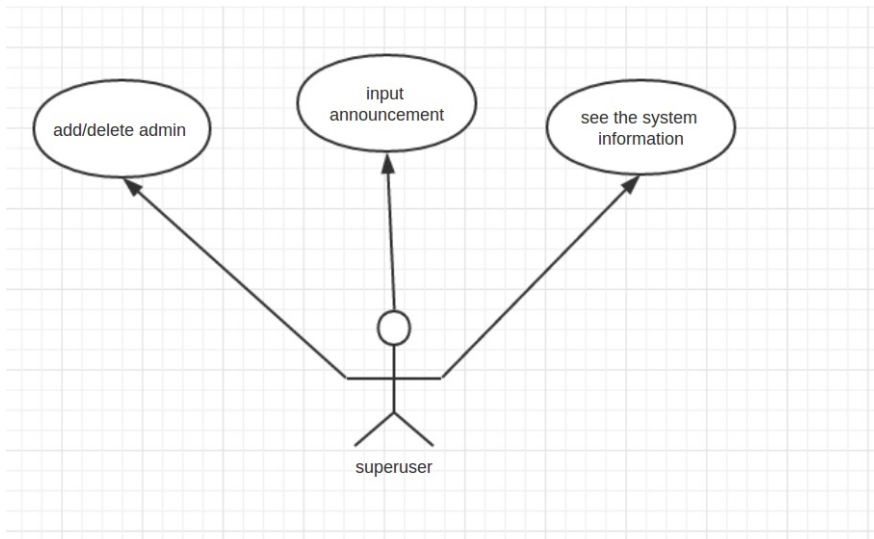 add/delete admin
input
announcement
see the system
information
superuser